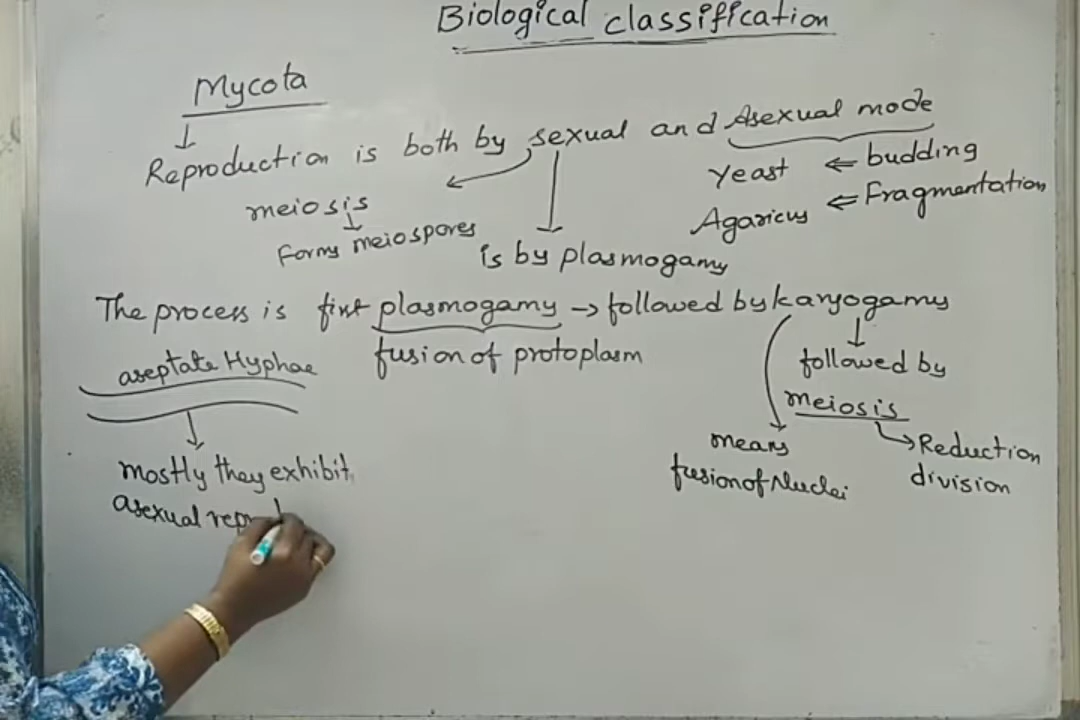 Biological classification
Mycota
Reproduction is both by sexual and Asexual mode
Yeast ⇐ budding
Agaricus ⇐ Fragmentation
meiosis
forms meiospores
is by plasmogamy
The process is first plasmogamy → followed by karyogamy
aseptate Hyphae
fusion of protoplasm
followed by
meiosis
means
fusion of Nuclei
Reduction
division
mostly they exhibit
asexual